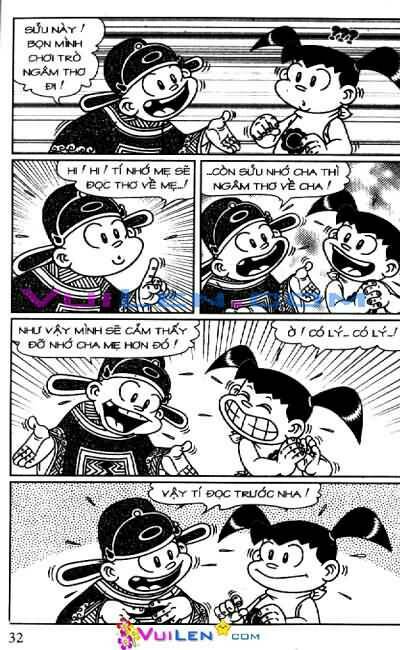 SỬU NÀY!
BỌN MÌNH
CHƠI TRÒ
NGÂM THƠ
ĐI!
HI! HI! TÍ NHỚ MẸ SẼ
ĐỌC THƠ VỀ MẸ...!
...CÒN SỬU NHỚ CHA THÌ
NGÂM THƠ VỀ CHA!
VUILEN.COM
NHƯ VẬY MÌNH SẼ CẢM THẤY
ĐỠ NHỚ CHA MẸ HƠN ĐÓ!
Ờ! CÓ LÝ... CÓ LÝ...!
VẬY TÍ ĐỌC TRƯỚC NHA!
32
VUILEN.COM